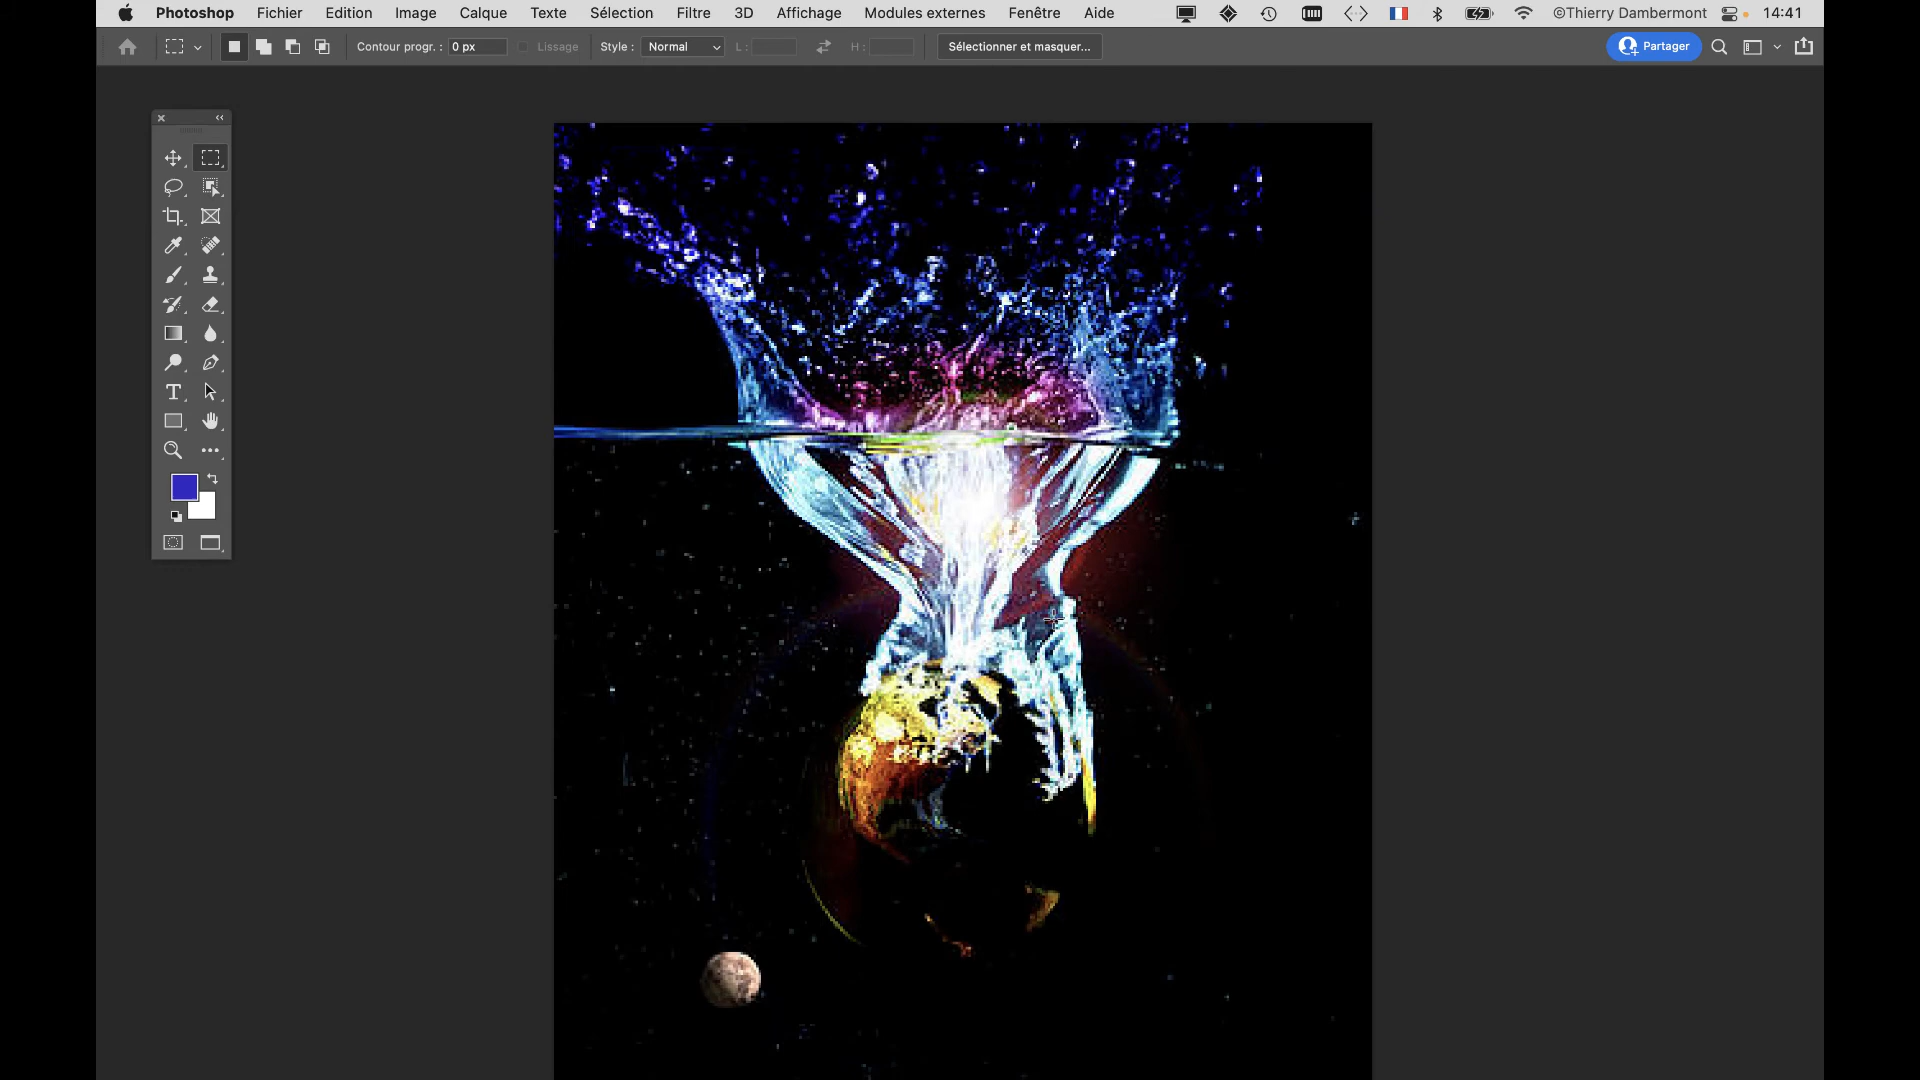 Photoshop Fichier Edition Image Calque Texte Sélection Filtre 3D Affichage Modules externes Fenêtre Aide ©Thierry Dambermont 14:41
Contour progr. : 0 px Lissage Style : Normal L : H : Sélectionner et masquer... Partager